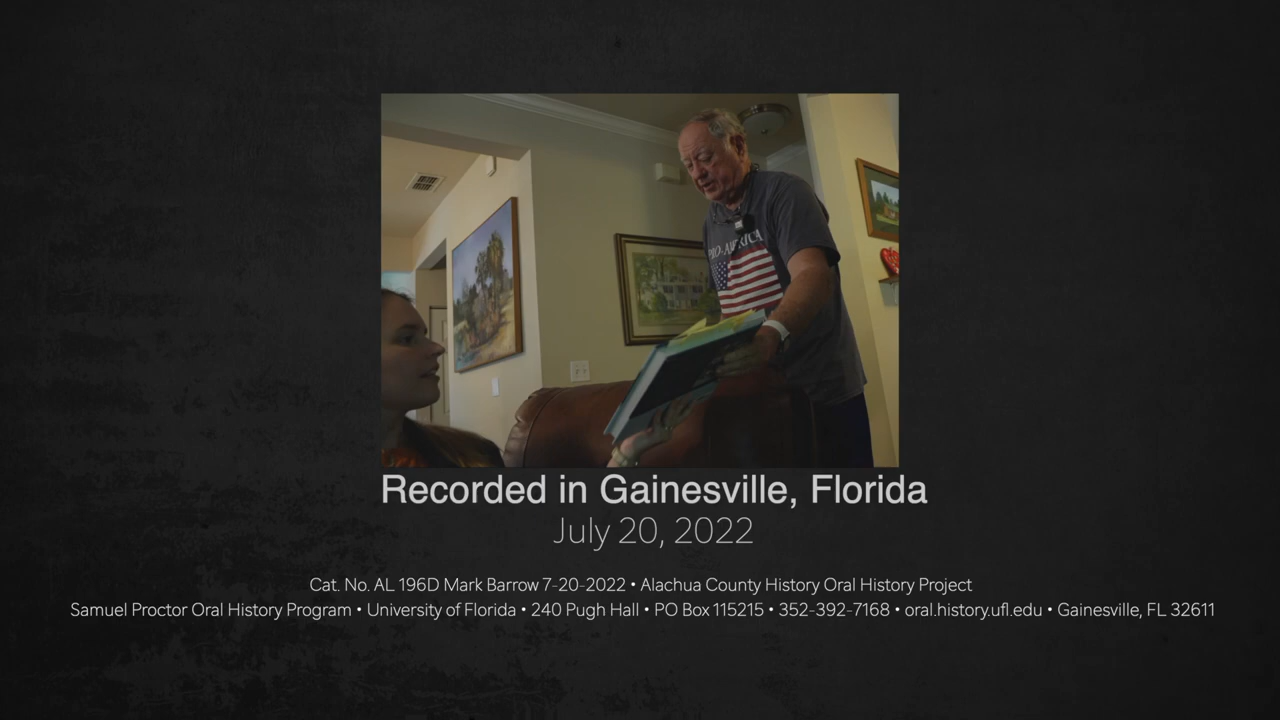 PRO-AMERICA
Recorded in Gainesville, Florida
July 20, 2022
Cat. No. AL 196D Mark Barrow 7-20-2022 • Alachua County History Oral History Project
Samuel Proctor Oral History Program • University of Florida • 240 Pugh Hall • PO Box 115215 • 352-392-7168 • oral.history.ufl.edu • Gainesville, FL 32611